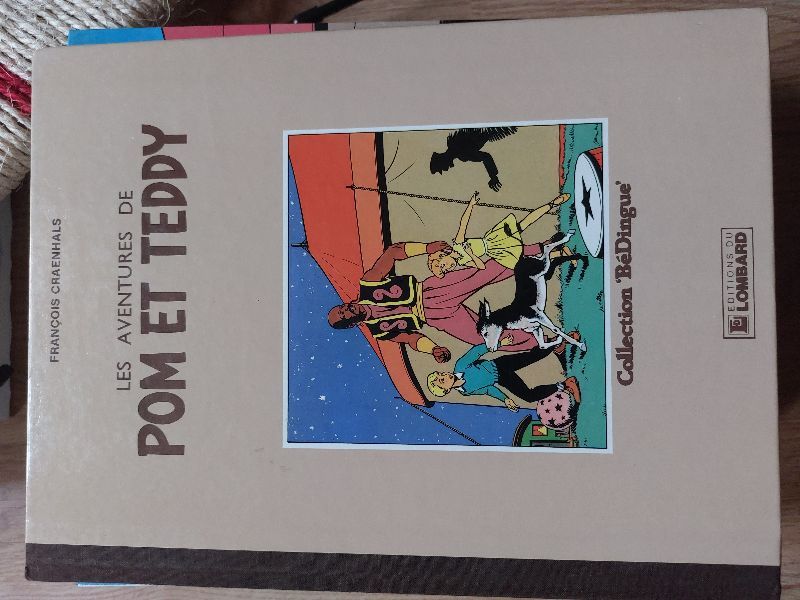 FRANÇOIS CRAENHALS
LES AVENTURES DE
POM ET TEDDY
Collection 'BéDingue'
EDITIONS DU
LOMBARD